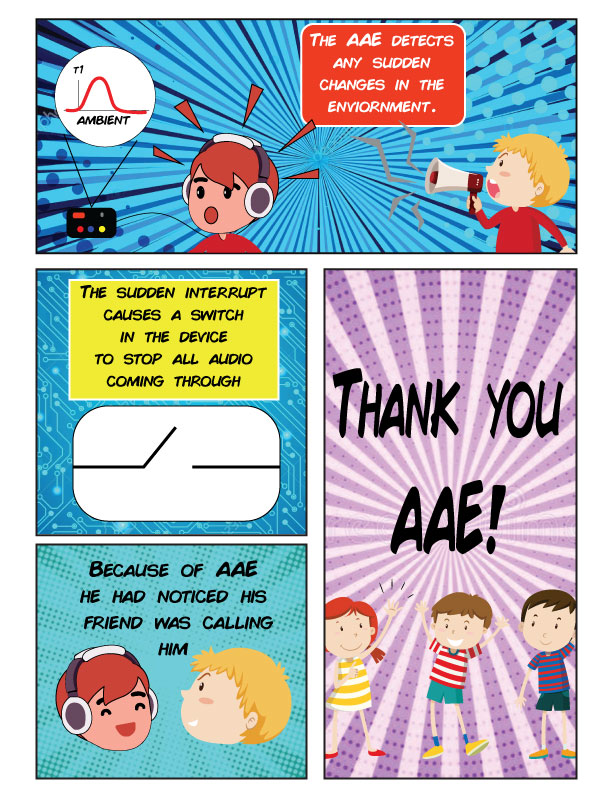 T1
AMBIENT
THE AAE DETECTS
ANY SUDDEN
CHANGES IN THE
ENVIORNMENT.
THE SUDDEN INTERRUPT
CAUSES A SWITCH
IN THE DEVICE
TO STOP ALL AUDIO
COMING THROUGH
BECAUSE OF AAE
HE HAD NOTICED HIS
FRIEND WAS CALLING
HIM
THANK YOU
AAE!